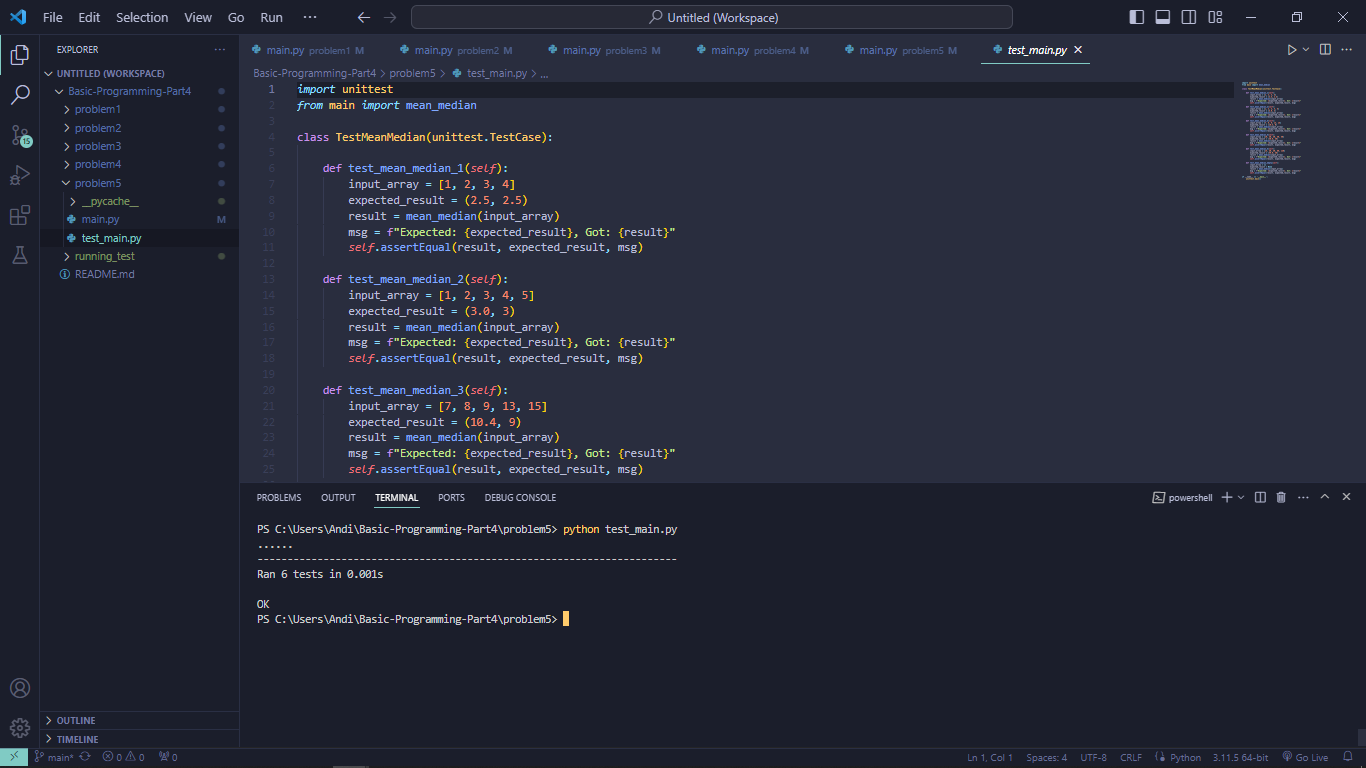 File Edit Selection View Go Run ··· Untitled (Workspace)
EXPLORER ···
UNTITLED (WORKSPACE)
Basic-Programming-Part4
problem1
problem2
problem3
problem4
problem5
__pycache__
main.py M
test_main.py
running_test
README.md
OUTLINE
TIMELINE
15
main.py problem1 M main.py problem2 M main.py problem3 M main.py problem4 M main.py problem5 M test_main.py
Basic-Programming-Part4 > problem5 > test_main.py > ...
1 import unittest
2 from main import mean_median
3
4 class TestMeanMedian(unittest.TestCase):
5
6 def test_mean_median_1(self):
7 input_array = [1, 2, 3, 4]
8 expected_result = (2.5, 2.5)
9 result = mean_median(input_array)
10 msg = f"Expected: {expected_result}, Got: {result}"
11 self.assertEqual(result, expected_result, msg)
12
13 def test_mean_median_2(self):
14 input_array = [1, 2, 3, 4, 5]
15 expected_result = (3.0, 3)
16 result = mean_median(input_array)
17 msg = f"Expected: {expected_result}, Got: {result}"
18 self.assertEqual(result, expected_result, msg)
19
20 def test_mean_median_3(self):
21 input_array = [7, 8, 9, 13, 15]
22 expected_result = (10.4, 9)
23 result = mean_median(input_array)
24 msg = f"Expected: {expected_result}, Got: {result}"
25 self.assertEqual(result, expected_result, msg)
PROBLEMS OUTPUT TERMINAL PORTS DEBUG CONSOLE powershell
PS C:\Users\Andi\Basic-Programming-Part4\problem5> python test_main.py
......
----------------------------------------------------------------------
Ran 6 tests in 0.001s
OK
PS C:\Users\Andi\Basic-Programming-Part4\problem5>
main* 0 0 0 Ln 1, Col 1 Spaces: 4 UTF-8 CRLF Python 3.11.5 64-bit Go Live